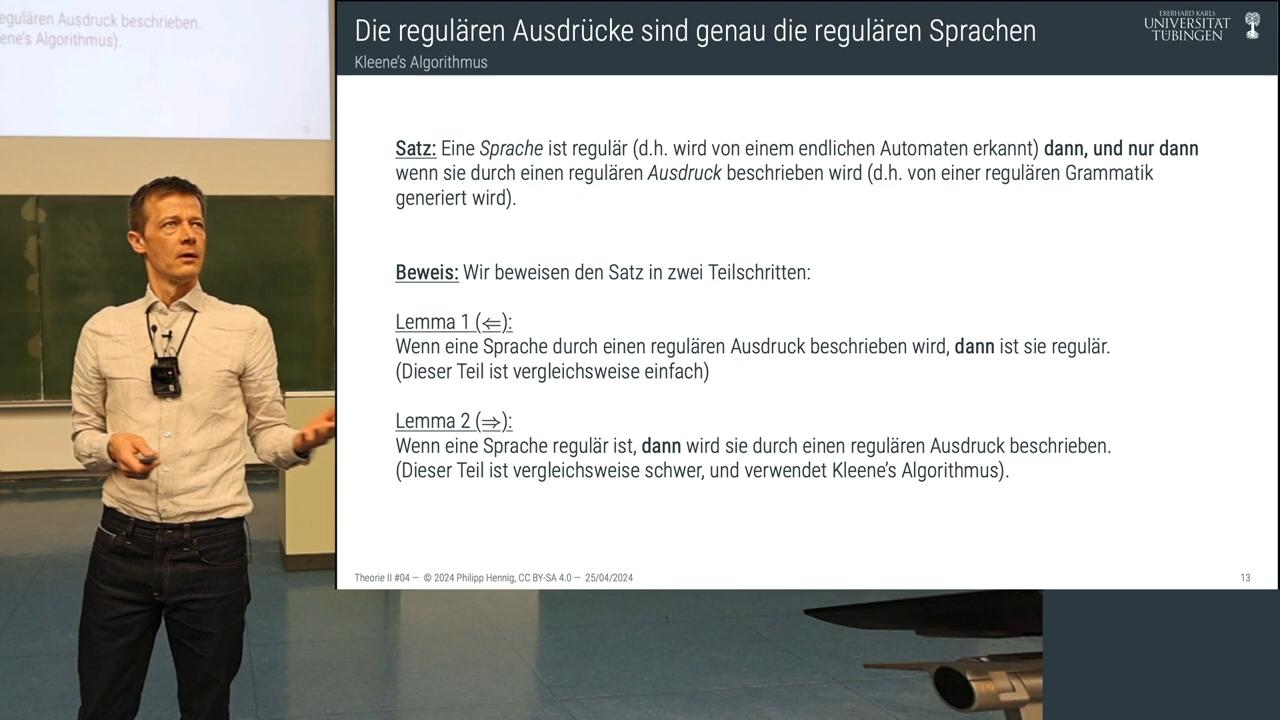 egulären Ausdruck beschrieben.
ene's Algorithmus).
13
Die regulären Ausdrücke sind genau die regulären Sprachen
Kleene's Algorithmus
EBERHARD KARLS
UNIVERSITÄT
TÜBINGEN
Satz: Eine Sprache ist regulär (d.h. wird von einem endlichen Automaten erkannt) dann, und nur dann
wenn sie durch einen regulären Ausdruck beschrieben wird (d.h. von einer regulären Grammatik
generiert wird).
Beweis: Wir beweisen den Satz in zwei Teilschritten:
Lemma 1 (⇐):
Wenn eine Sprache durch einen regulären Ausdruck beschrieben wird, dann ist sie regulär.
(Dieser Teil ist vergleichsweise einfach)
Lemma 2 (⇒):
Wenn eine Sprache regulär ist, dann wird sie durch einen regulären Ausdruck beschrieben.
(Dieser Teil ist vergleichsweise schwer, und verwendet Kleene's Algorithmus).
Theorie II #04 — © 2024 Philipp Hennig, CC BY-SA 4.0 — 25/04/2024
13